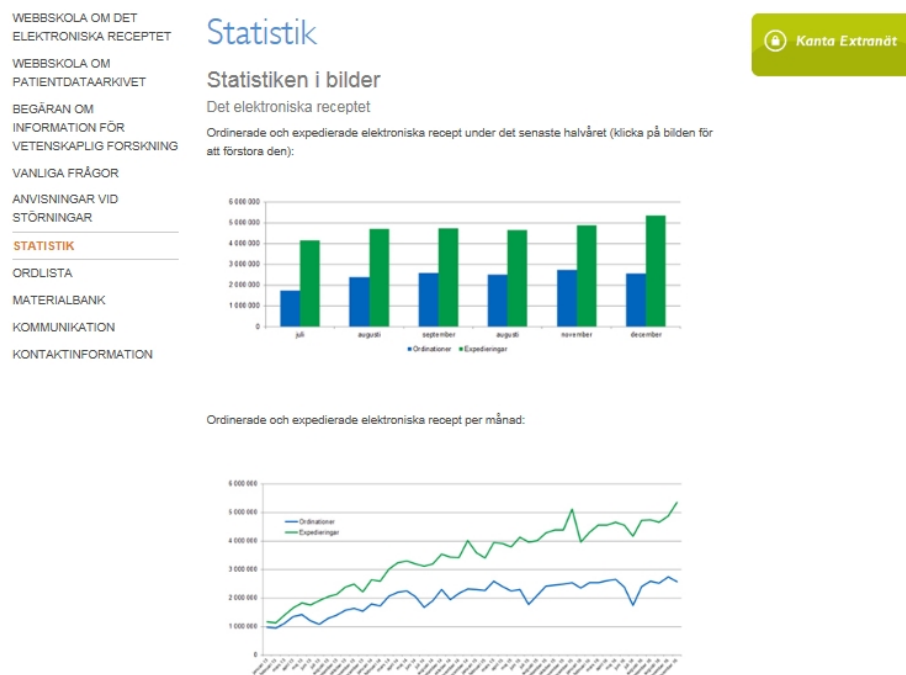 WEBBSKOLA OM DET
ELEKTRONISKA RECEPTET
WEBBSKOLA OM
PATIENTDATAARKIVET
BEGÄRAN OM
INFORMATION FÖR
VETENSKAPLIG FORSKNING
VANLIGA FRÅGOR
ANVISNINGAR VID
STÖRNINGAR
STATISTIK
ORDLISTA
MATERIALBANK
KOMMUNIKATION
KONTAKTINFORMATION
Statistik
Statistiken i bilder
Det elektroniska receptet
Ordinerade och expedierade elektroniska recept under det senaste halvåret (klicka på bilden för
att förstora den):
6 000 000
5 000 000
4 000 000
3 000 000
2 000 000
1 000 000
0
juli augusti september augusti november december
Ordinationer Expedieringar
Ordinerade och expedierade elektroniska recept per månad:
6 000 000
5 000 000
4 000 000
3 000 000
2 000 000
1 000 000
0
Ordinationer
Expedieringar
Kanta Extranät